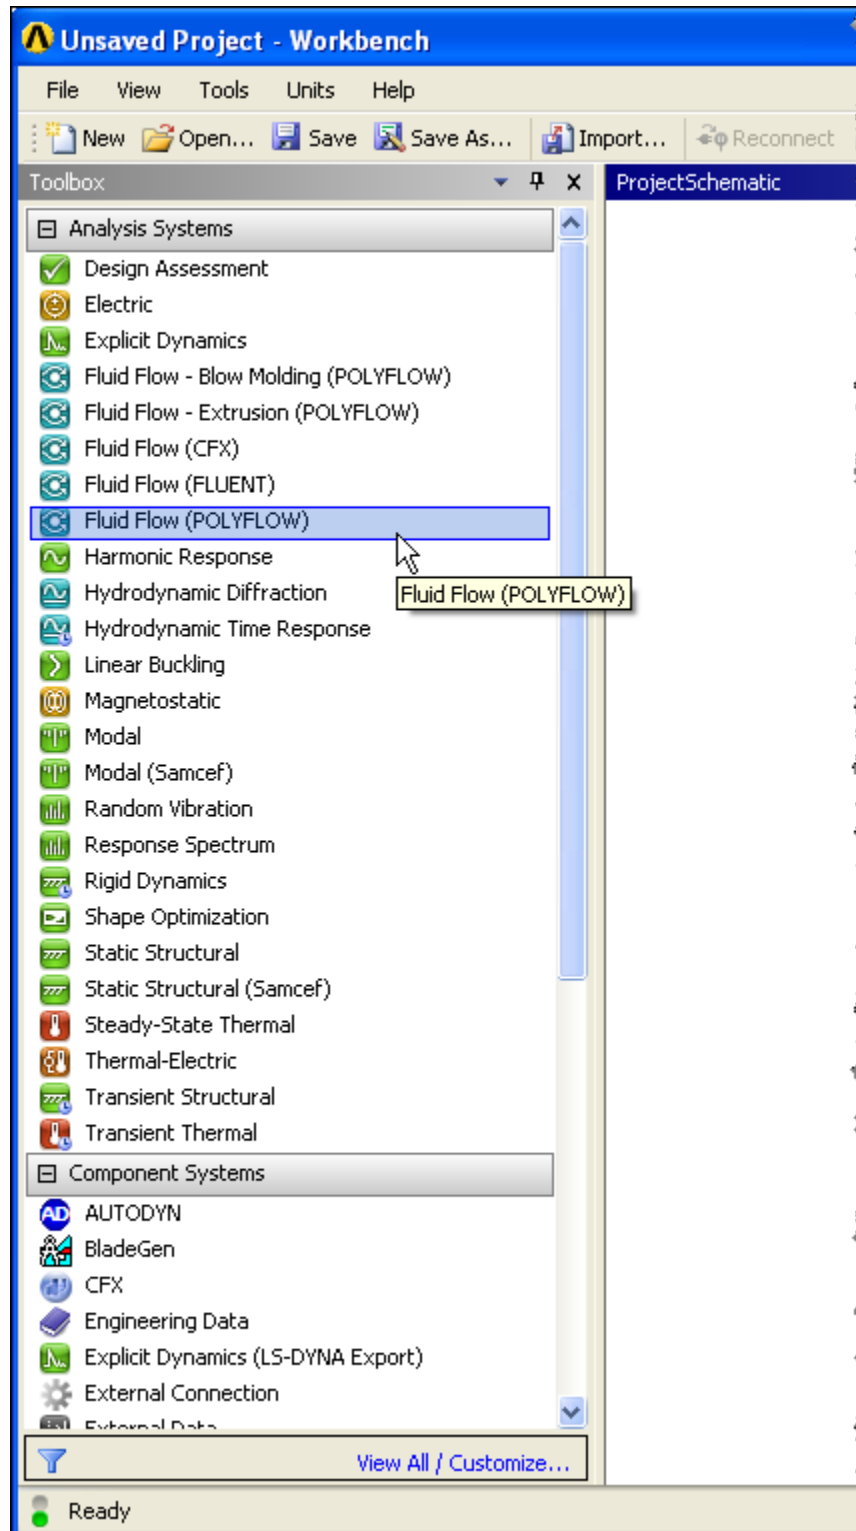 Unsaved Project - Workbench
File View Tools Units Help
New Open... Save Save As... Import... Reconnect
Toolbox
ProjectSchematic
Analysis Systems
Design Assessment
Electric
Explicit Dynamics
Fluid Flow - Blow Molding (POLYFLOW)
Fluid Flow - Extrusion (POLYFLOW)
Fluid Flow (CFX)
Fluid Flow (FLUENT)
Fluid Flow (POLYFLOW)
Harmonic Response
Hydrodynamic Diffraction
Fluid Flow (POLYFLOW)
Hydrodynamic Time Response
Linear Buckling
Magnetostatic
Modal
Modal (Samcef)
Random Vibration
Response Spectrum
Rigid Dynamics
Shape Optimization
Static Structural
Static Structural (Samcef)
Steady-State Thermal
Thermal-Electric
Transient Structural
Transient Thermal
Component Systems
AD AUTODYN
BladeGen
CFX
Engineering Data
Explicit Dynamics (LS-DYNA Export)
External Connection
External Data
View All / Customize...
Ready